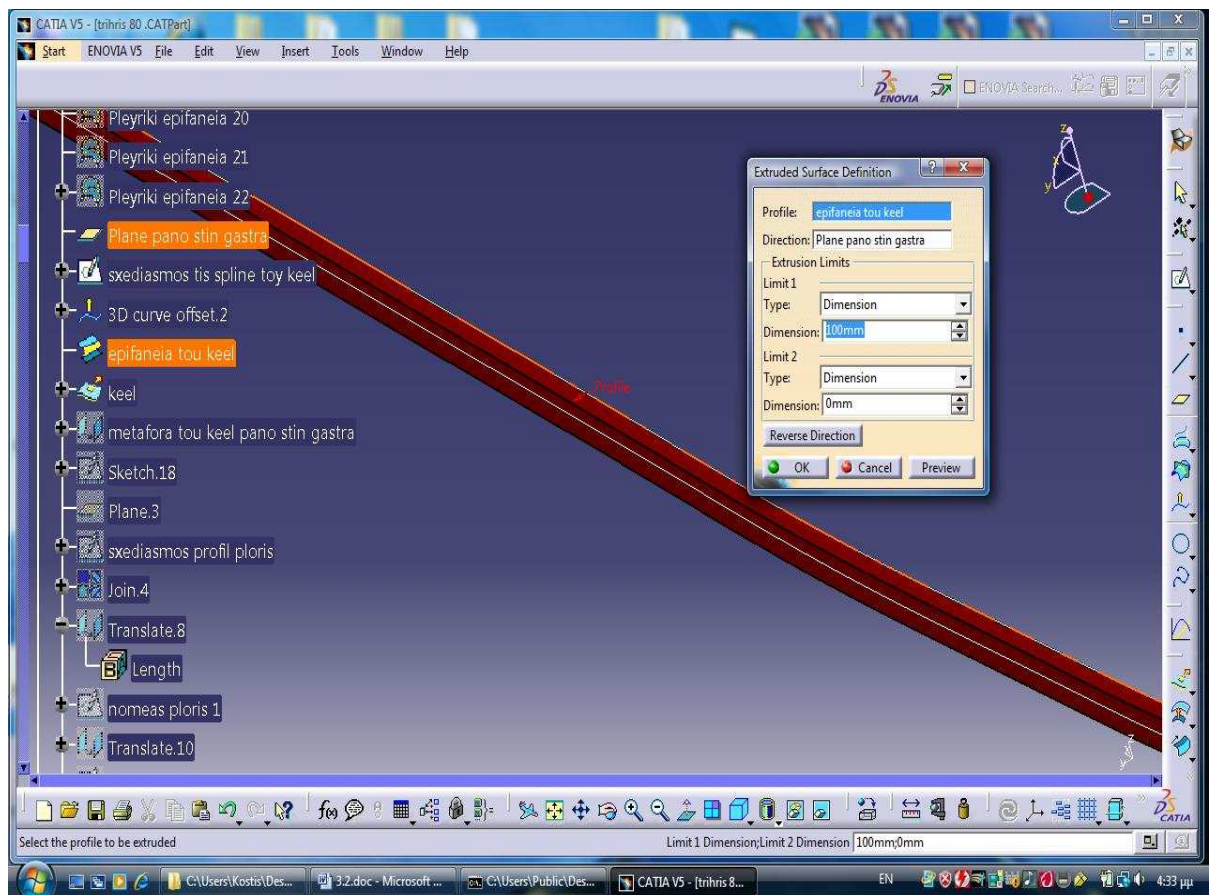 CATIA V5 - [trihris 80 .CATPart]
Start ENOVIA V5 File Edit View Insert Tools Window Help
ENOVIA
ENOVIA Search...
Pleyriki epifaneia 20
Pleyriki epifaneia 21
Pleyriki epifaneia 22
Plane pano stin gastra
sxediasmos tis spline toy keel
3D curve offset.2
epifaneia tou keel
keel
metafora tou keel pano stin gastra
Sketch.18
Plane.3
sxediasmos profil ploris
Join.4
Translate.8
Length
nomeas ploris 1
Translate.10
Profile
z
x
y
Extruded Surface Definition
Profile: epifaneia tou keel
Direction: Plane pano stin gastra
Extrusion Limits
Limit 1
Type: Dimension
Dimension: 100mm
Limit 2
Type: Dimension
Dimension: 0mm
Reverse Direction
OK Cancel Preview
f(x)
CATIA
Select the profile to be extruded
Limit 1 Dimension;Limit 2 Dimension 100mm;0mm
C:\Users\Kostis\Des...
3.2.doc - Microsoft ...
C:\Users\Public\Des...
CATIA V5 - [trihris 8...
EN
4:33 μμ